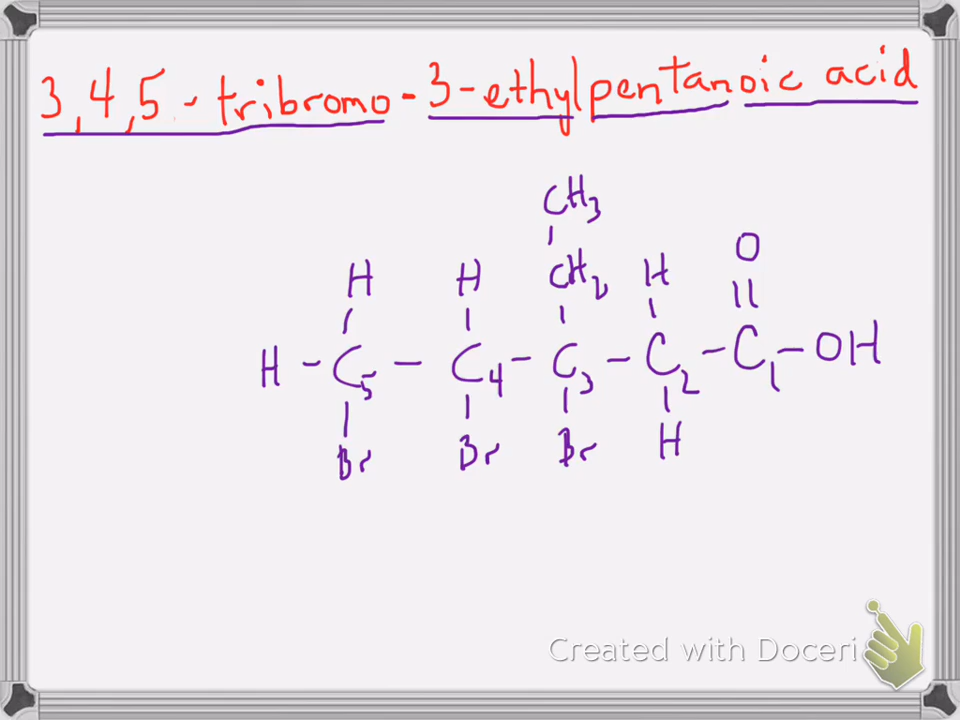 3,4,5-tribromo-3-ethylpentanoic acid
CH3
H H CH2 H O
H - C5 - C4 - C3 - C2 - C1 - OH
Br Br Br H
Created with Doceri